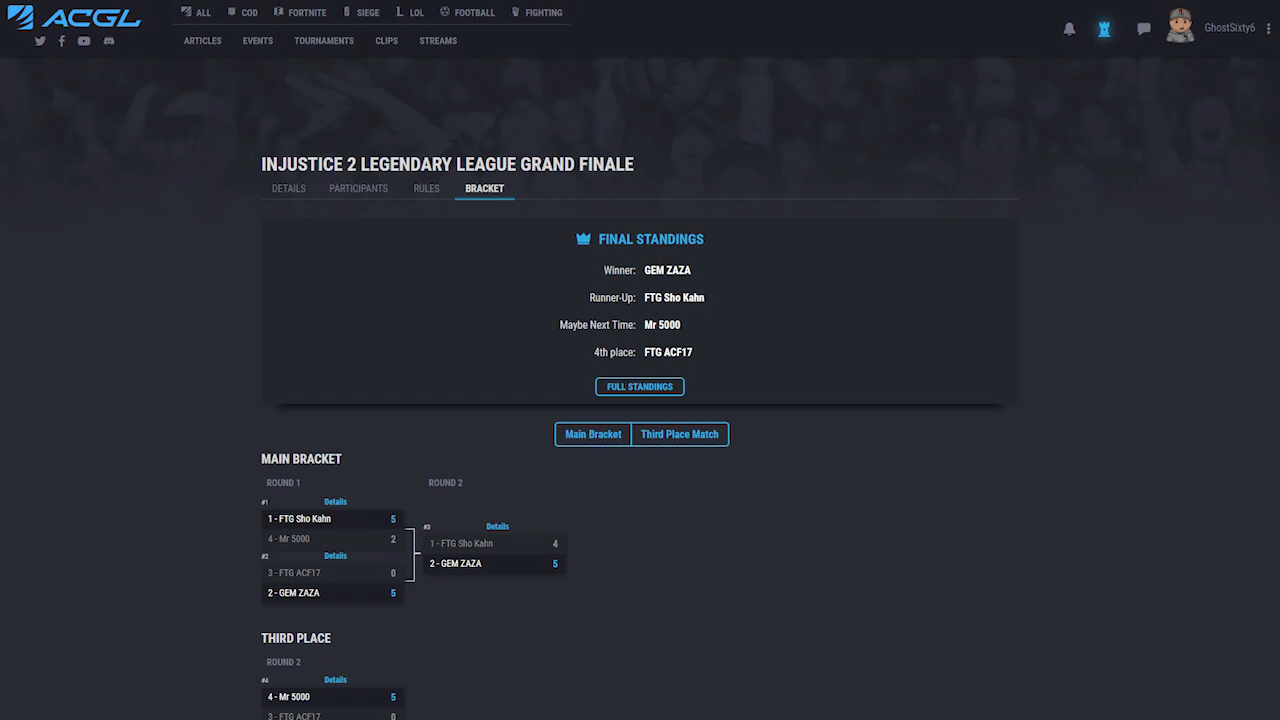 ACGL
ALL COD FORTNITE SIEGE LOL FOOTBALL FIGHTING
ARTICLES EVENTS TOURNAMENTS CLIPS STREAMS
GhostSixty6
INJUSTICE 2 LEGENDARY LEAGUE GRAND FINALE
DETAILS PARTICIPANTS RULES BRACKET
FINAL STANDINGS
Winner: GEM ZAZA
Runner-Up: FTG Sho Kahn
Maybe Next Time: Mr 5000
4th place: FTG ACF17
FULL STANDINGS
Main Bracket Third Place Match
MAIN BRACKET
ROUND 1 ROUND 2
#1 Details
1 - FTG Sho Kahn 5
4 - Mr 5000 2
#2 Details
3 - FTG ACF17 0
2 - GEM ZAZA 5
#3 Details
1 - FTG Sho Kahn 4
2 - GEM ZAZA 5
THIRD PLACE
ROUND 2
#4 Details
4 - Mr 5000 5
3 - FTG ACF17 0